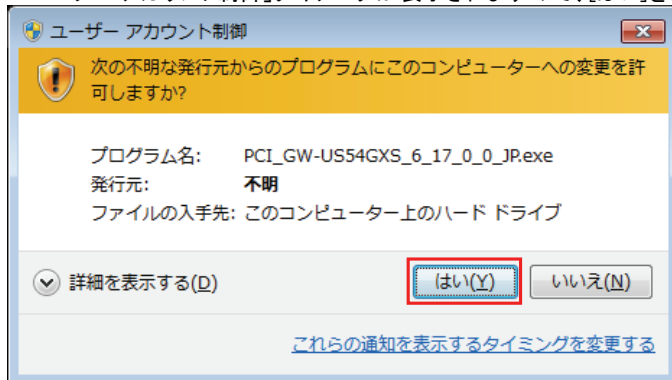 ユーザー アカウント制御
次の不明な発行元からのプログラムにこのコンピューターへの変更を許
可しますか?
プログラム名: PCI_GW-US54GXS_6_17_0_0_JP.exe
発行元: 不明
ファイルの入手先: このコンピューター上のハード ドライブ
詳細を表示する(D) はい(Y) いいえ(N)
これらの通知を表示するタイミングを変更する